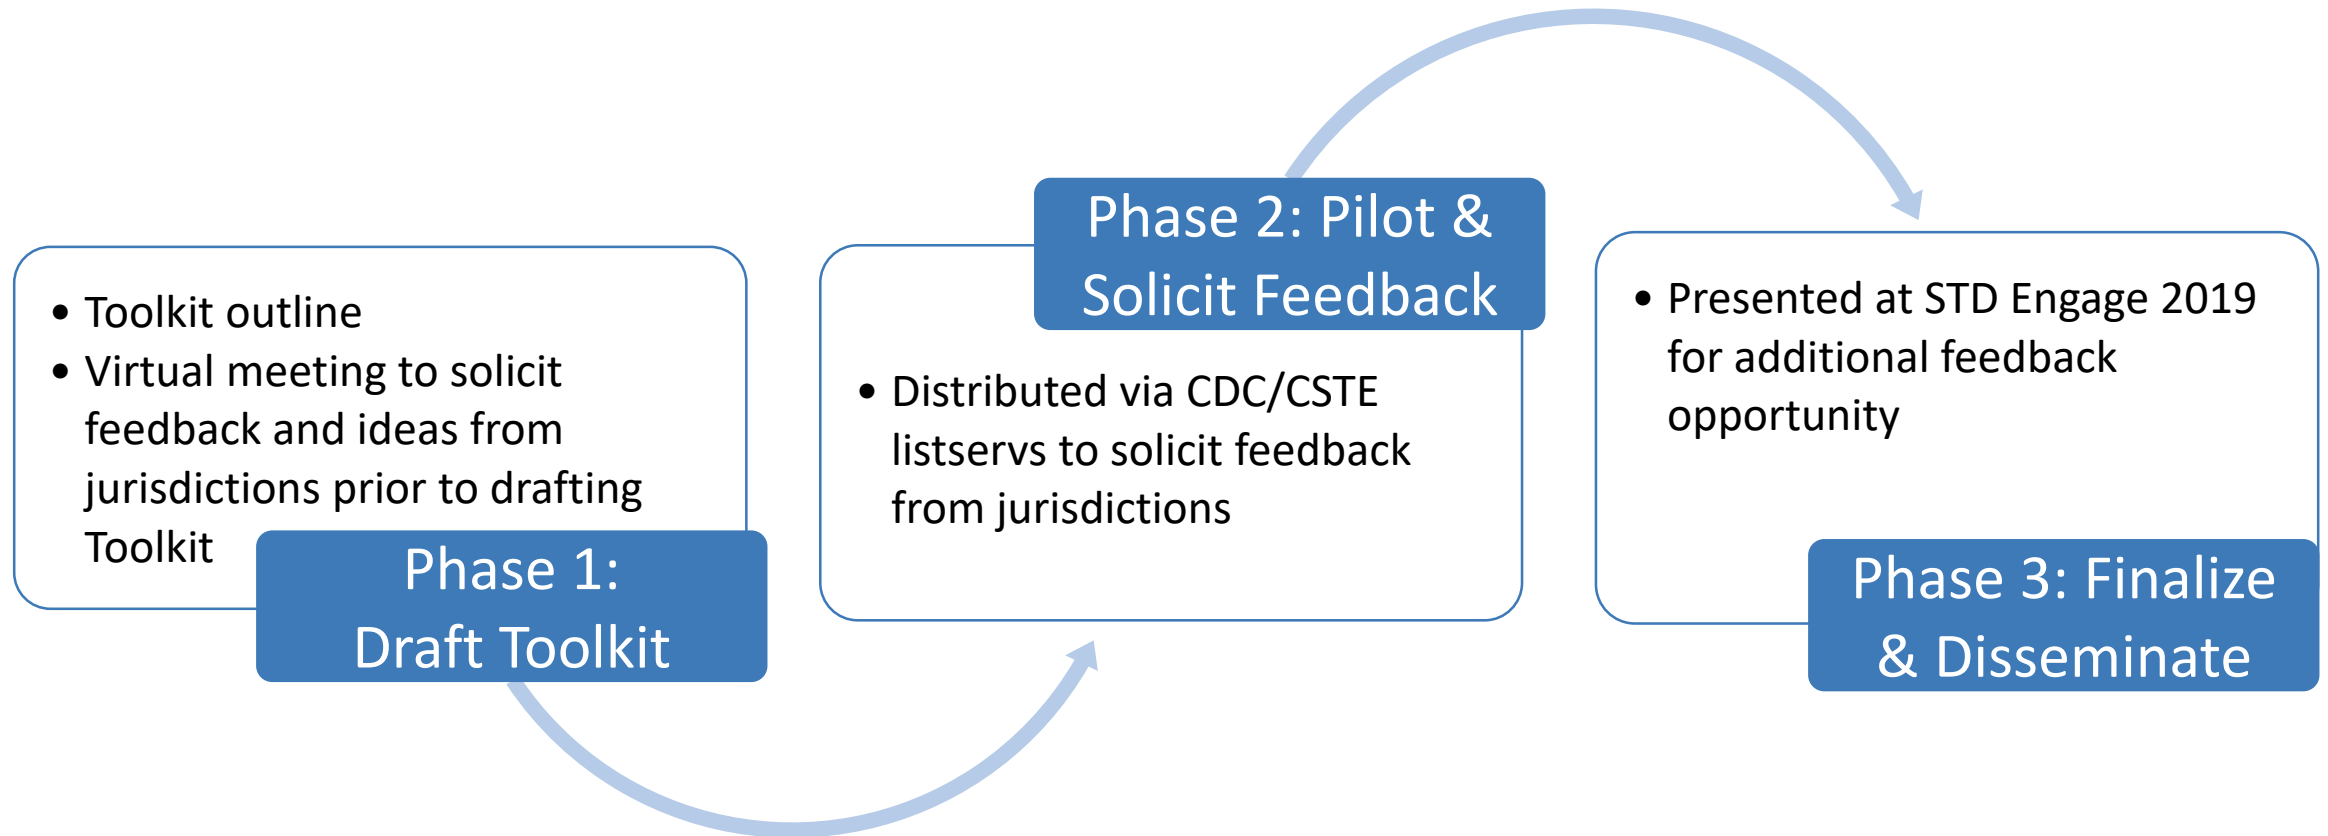 • Toolkit outline
• Virtual meeting to solicit
feedback and ideas from
jurisdictions prior to drafting
Toolkit
Phase 1:
Draft Toolkit
Phase 2: Pilot &
Solicit Feedback
• Distributed via CDC/CSTE
listservs to solicit feedback
from jurisdictions
• Presented at STD Engage 2019
for additional feedback
opportunity
Phase 3: Finalize
& Disseminate